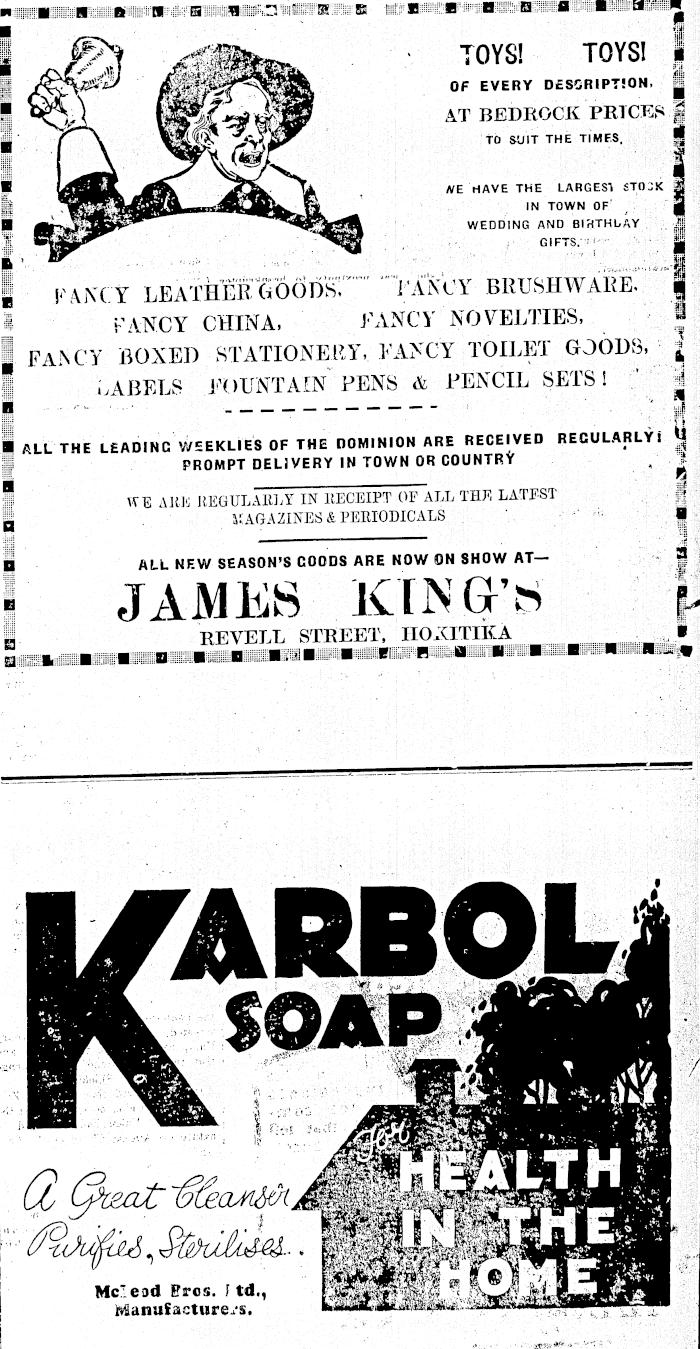 TOYS! TOYS!
OF EVERY DESCRIPTION,
AT BEDROCK PRICES
TO SUIT THE TIMES,
WE HAVE THE LARGEST STOCK
IN TOWN OF
WEDDING AND BIRTHDAY
GIFTS.
FANCY LEATHER GOODS, FANCY BRUSHWARE,
FANCY CHINA, FANCY NOVELTIES,
FANCY BOXED STATIONERY, FANCY TOILET GOODS,
LABELS FOUNTAIN PENS & PENCIL SETS!
ALL THE LEADING WEEKLIES OF THE DOMINION ARE RECEIVED REGULARLY!
PROMPT DELIVERY IN TOWN OR COUNTRY
WE ARE REGULARLY IN RECEIPT OF ALL THE LATEST
MAGAZINES & PERIODICALS
ALL NEW SEASON'S GOODS ARE NOW ON SHOW AT—
JAMES KING'S
REVELL STREET, HOKITIKA
KARBOL
SOAP
For
HEALTH
IN THE
HOME
A Great Cleanser
Purifies, Sterilises..
McLeod Bros. Ltd.,
Manufacturers.